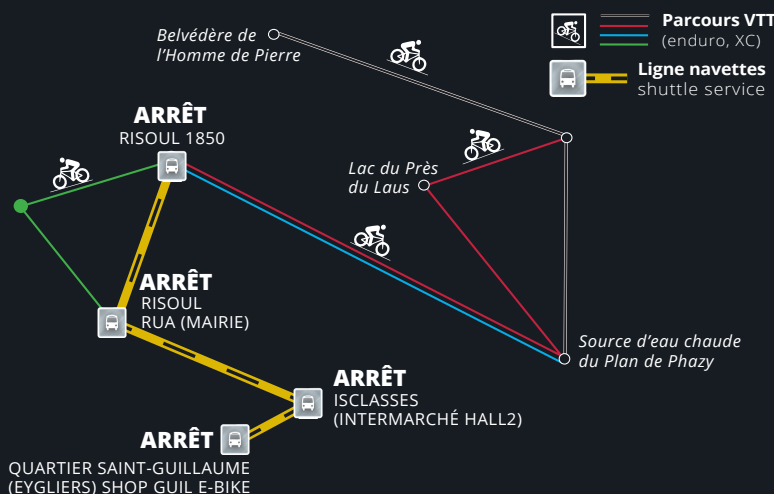 Belvédère de
l'Homme de Pierre
Parcours VTT
(enduro, XC)
Ligne navettes
shuttle service
ARRÊT
RISOUL 1850
Lac du Près
du Laus
ARRÊT
RISOUL
RUA (MAIRIE)
Source d'eau chaude
du Plan de Phazy
ARRÊT
ISCLASSES
(INTERMARCHÉ HALL2)
ARRÊT
QUARTIER SAINT-GUILLAUME
(EYGLIERS) SHOP GUIL E-BIKE